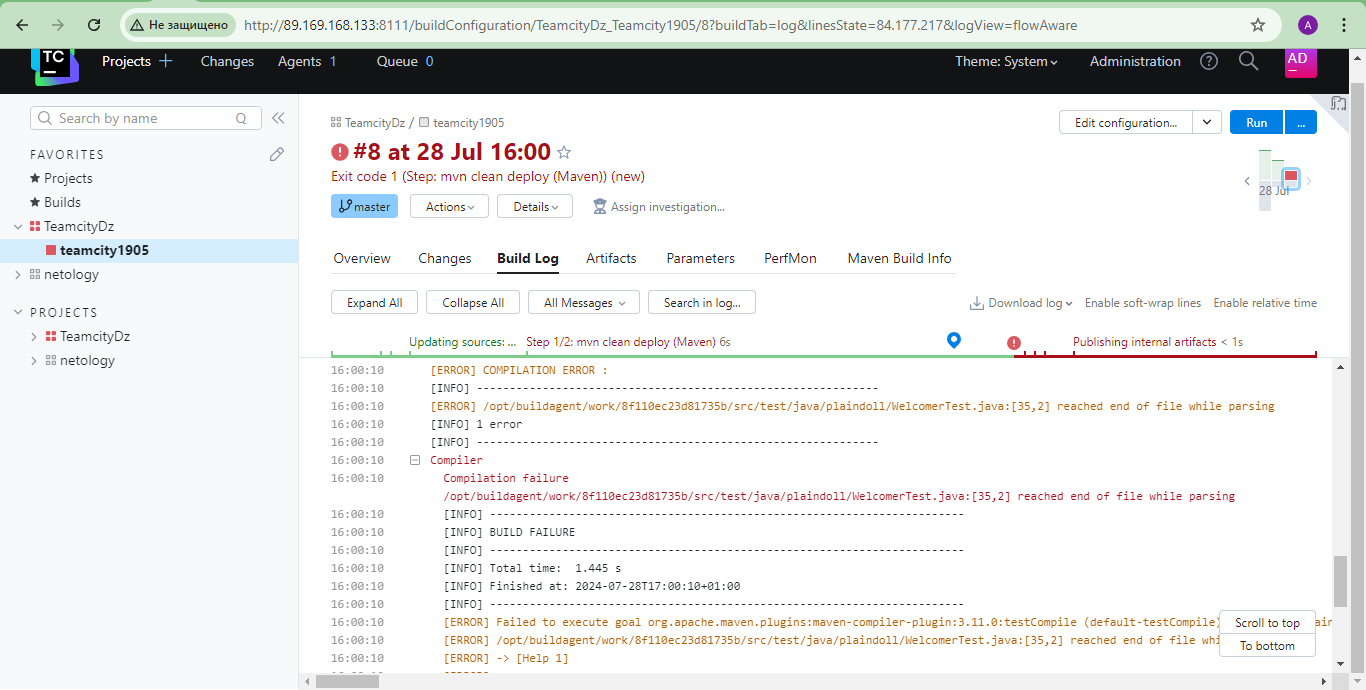 Не защищено http://89.169.168.133:8111/buildConfiguration/TeamcityDz_Teamcity1905/8?buildTab=log&linesState=84.177.217&logView=flowAware A
TC Projects Changes Agents 1 Queue 0 Theme: System Administration ? AD
Search by name Q
FAVORITES
Projects
Builds
TeamcityDz
teamcity1905
netology
PROJECTS
TeamcityDz
netology
TeamcityDz / teamcity1905
Edit configuration... Run ...
#8 at 28 Jul 16:00
Exit code 1 (Step: mvn clean deploy (Maven)) (new)
28 Jul
master Actions Details Assign investigation...
Overview Changes Build Log Artifacts Parameters PerfMon Maven Build Info
Expand All Collapse All All Messages Search in log... Download log Enable soft-wrap lines Enable relative time
Updating sources: ... Step 1/2: mvn clean deploy (Maven) 6s Publishing internal artifacts < 1s
16:00:10 [ERROR] COMPILATION ERROR :
16:00:10 [INFO] -------------------------------------------------------------
16:00:10 [ERROR] /opt/buildagent/work/8f110ec23d81735b/src/test/java/plaindoll/WelcomerTest.java:[35,2] reached end of file while parsing
16:00:10 [INFO] 1 error
16:00:10 [INFO] -------------------------------------------------------------
16:00:10 Compiler
16:00:10 Compilation failure
/opt/buildagent/work/8f110ec23d81735b/src/test/java/plaindoll/WelcomerTest.java:[35,2] reached end of file while parsing
16:00:10 [INFO] ------------------------------------------------------------------------
16:00:10 [INFO] BUILD FAILURE
16:00:10 [INFO] ------------------------------------------------------------------------
16:00:10 [INFO] Total time:  1.445 s
16:00:10 [INFO] Finished at: 2024-07-28T17:00:10+01:00
16:00:10 [INFO] ------------------------------------------------------------------------
16:00:10 [ERROR] Failed to execute goal org.apache.maven.plugins:maven-compiler-plugin:3.11.0:testCompile (default-testCompile)
16:00:10 [ERROR] /opt/buildagent/work/8f110ec23d81735b/src/test/java/plaindoll/WelcomerTest.java:[35,2] reached end of file
16:00:10 [ERROR] -> [Help 1]
Scroll to top
To bottom